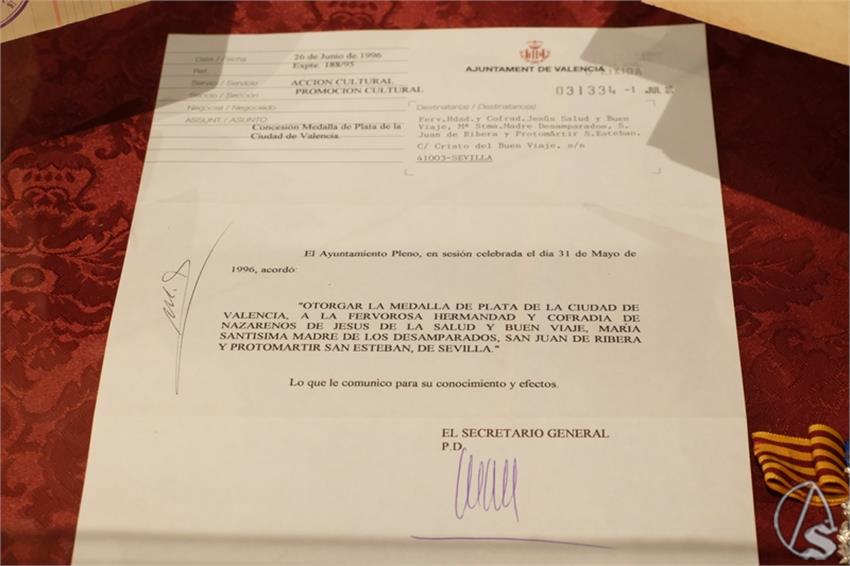 Data / Fecha 26 de Junio de 1996
Ref. Expte. 188/95
Servei / Servicio ACCION CULTURAL
Secció / Sección PROMOCION CULTURAL
Negociat / Negociado
ASSUNT / ASUNTO
Concesión Medalla de Plata de la
Ciudad de Valencia.
AJUNTAMENT DE VALENCIA
031334 -1 JUL
Destinatari/s / Destinatario/s
Ferv.Hdad.y Cofrad.Jesús Salud y Buen
Viaje, Mª Stma.Madre Desamparados, S.
Juan de Ribera y Protomártir S.Esteban.
C/ Cristo del Buen Viaje, s/n
41003-SEVILLA
El Ayuntamiento Pleno, en sesión celebrada el día 31 de Mayo de
1996, acordó:
"OTORGAR LA MEDALLA DE PLATA DE LA CIUDAD DE
VALENCIA, A LA FERVOROSA HERMANDAD Y COFRADIA DE
NAZARENOS DE JESUS DE LA SALUD Y BUEN VIAJE, MARIA
SANTISIMA MADRE DE LOS DESAMPARADOS, SAN JUAN DE RIBERA
Y PROTOMARTIR SAN ESTEBAN, DE SEVILLA."
Lo que le comunico para su conocimiento y efectos.
EL SECRETARIO GENERAL
P.D.